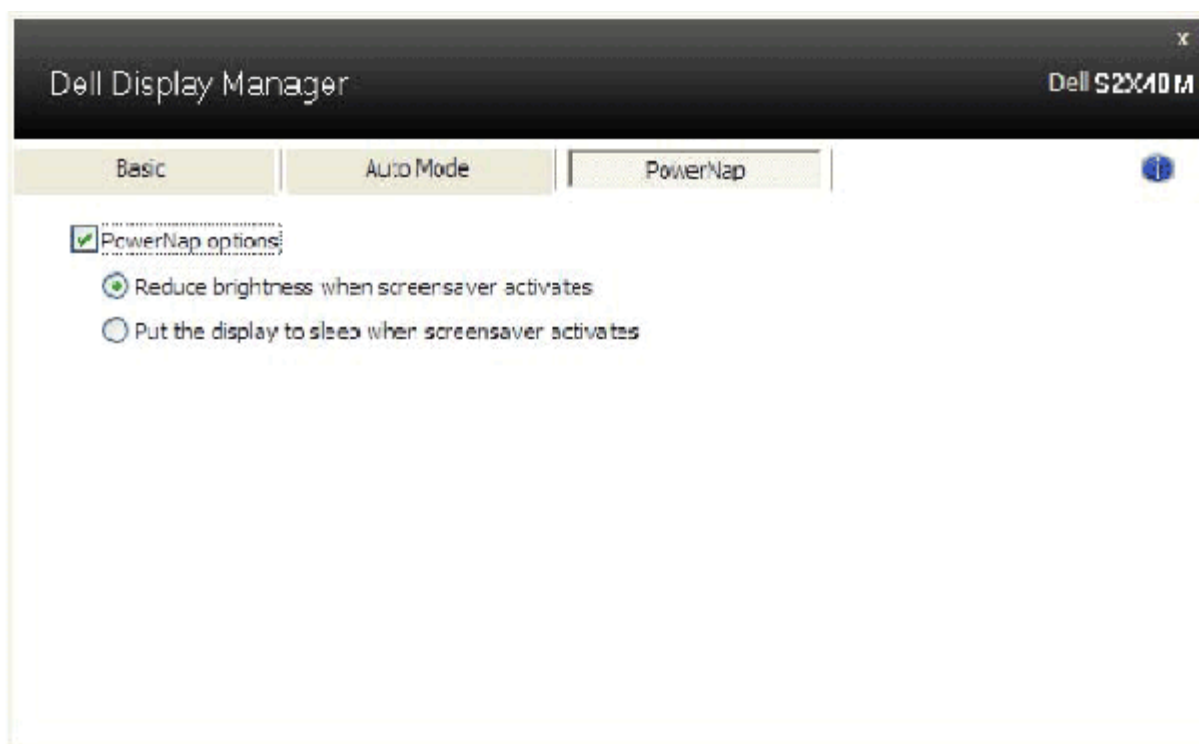 x
Dell Display Manager
Dell S2X40M
Basic
Auto Mode
PowerNap
PowerNap options
Reduce brightness when screensaver activates
Put the display to sleep when screensaver activates